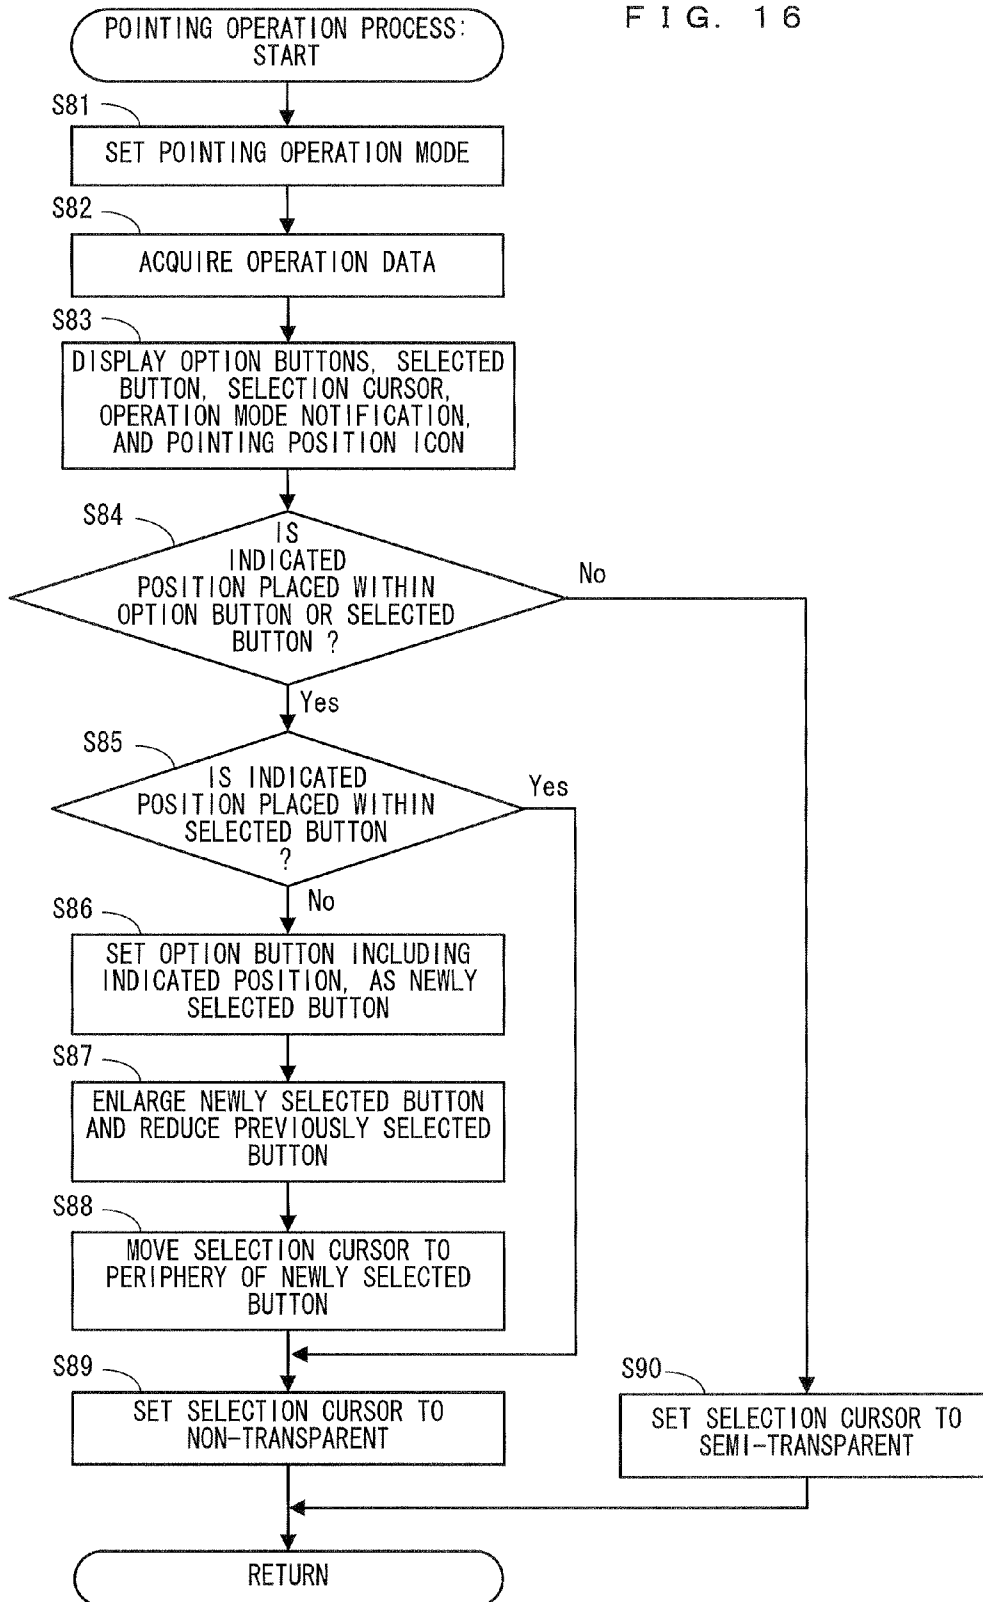 FIG. 16
POINTING OPERATION PROCESS:
START
S81
SET POINTING OPERATION MODE
S82
ACQUIRE OPERATION DATA
S83
DISPLAY OPTION BUTTONS, SELECTED
BUTTON, SELECTION CURSOR,
OPERATION MODE NOTIFICATION,
AND POINTING POSITION ICON
S84
IS
INDICATED
POSITION PLACED WITHIN
OPTION BUTTON OR SELECTED
BUTTON ?
No
Yes
S85
IS INDICATED
POSITION PLACED WITHIN
SELECTED BUTTON
?
Yes
No
S86
SET OPTION BUTTON INCLUDING
INDICATED POSITION, AS NEWLY
SELECTED BUTTON
S87
ENLARGE NEWLY SELECTED BUTTON
AND REDUCE PREVIOUSLY SELECTED
BUTTON
S88
MOVE SELECTION CURSOR TO
PERIPHERY OF NEWLY SELECTED
BUTTON
S89
SET SELECTION CURSOR TO
NON-TRANSPARENT
S90
SET SELECTION CURSOR TO
SEMI-TRANSPARENT
RETURN